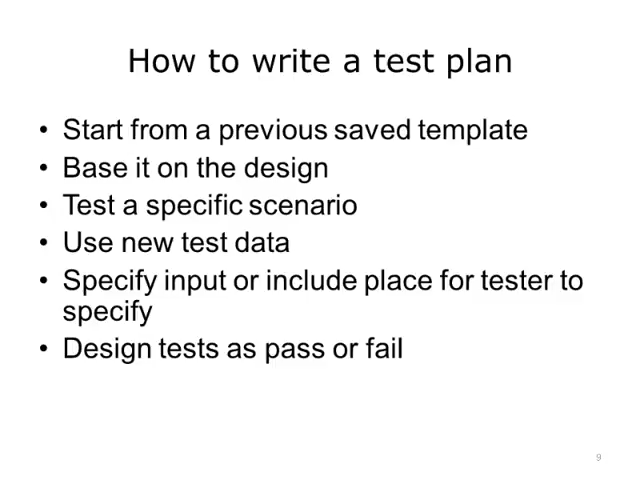 How to write a test plan
• Start from a previous saved template
• Base it on the design
• Test a specific scenario
• Use new test data
• Specify input or include place for tester to
specify
• Design tests as pass or fail
9